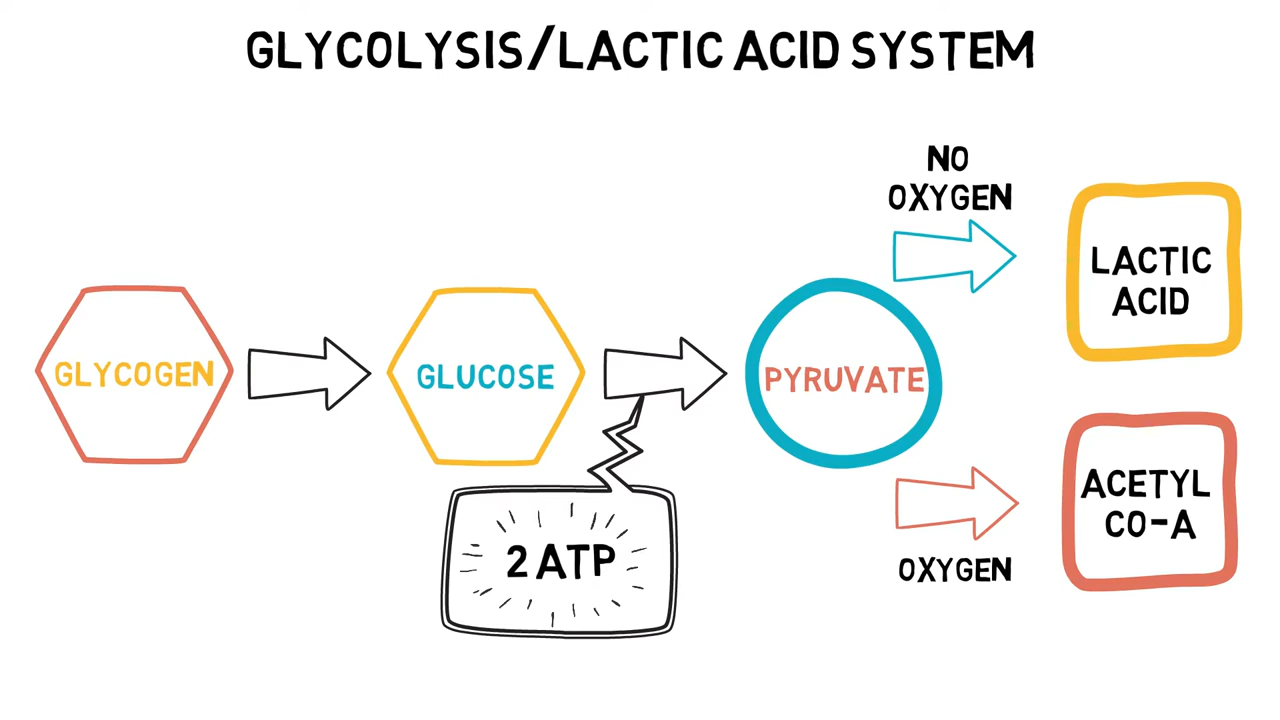 GLYCOLYSIS/LACTIC ACID SYSTEM
NO
OXYGEN
LACTIC
ACID
GLYCOGEN
GLUCOSE
PYRUVATE
2 ATP
ACETYL
CO-A
OXYGEN